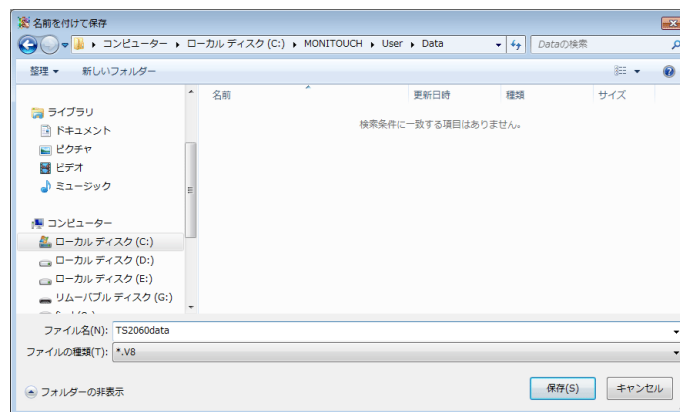 名前を付けて保存
コンピューター ▸ ローカル ディスク (C:) ▸ MONITOUCH ▸ User ▸ Data
Dataの検索
整理 ▼ 新しいフォルダー
名前 更新日時 種類 サイズ
検索条件に一致する項目はありません。
ライブラリ
ドキュメント
ピクチャ
ビデオ
ミュージック
コンピューター
ローカル ディスク (C:)
ローカル ディスク (D:)
ローカル ディスク (E:)
リムーバブル ディスク (G:)
ファイル名(N): TS2060data
ファイルの種類(T): *.V8
フォルダーの非表示
保存(S) キャンセル